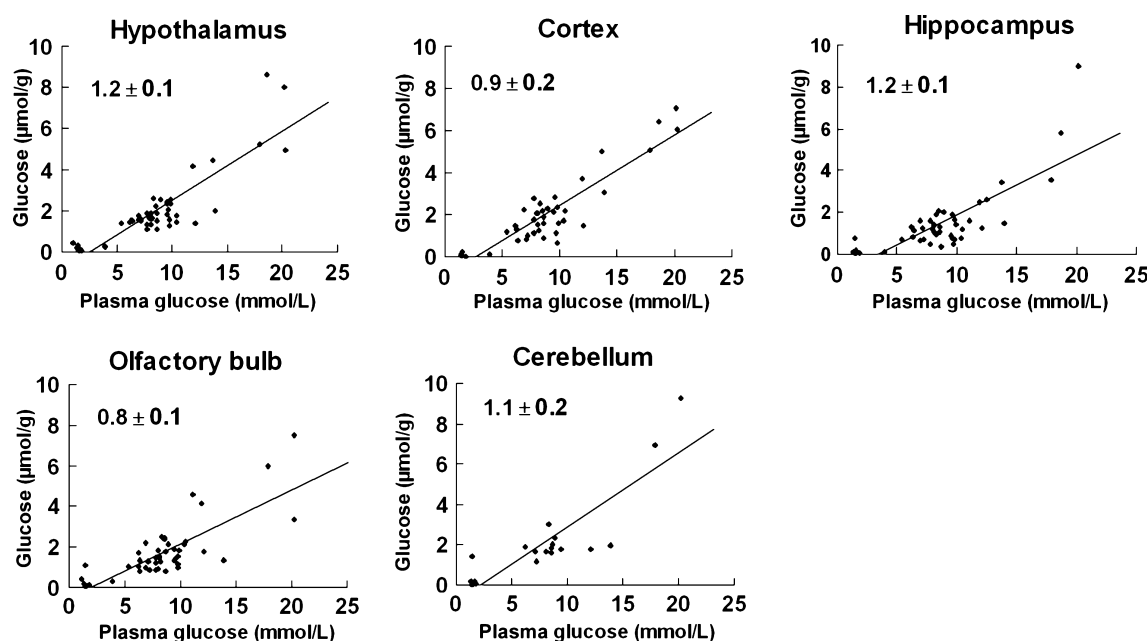 Hypothalamus
Glucose (µmol/g)
10
8
6
4
2
0
1.2 ± 0.1
0 5 10 15 20 25
Plasma glucose (mmol/L)
Cortex
Glucose (µmol/g)
10
8
6
4
2
0
0.9 ± 0.2
0 5 10 15 20 25
Plasma glucose (mmol/L)
Hippocampus
Glucose (µmol/g)
10
8
6
4
2
0
1.2 ± 0.1
0 5 10 15 20 25
Plasma glucose (mmol/L)
Olfactory bulb
Glucose (µmol/g)
10
8
6
4
2
0
0.8 ± 0.1
0 5 10 15 20 25
Plasma glucose (mmol/L)
Cerebellum
Glucose (µmol/g)
10
8
6
4
2
0
1.1 ± 0.2
0 5 10 15 20 25
Plasma glucose (mmol/L)